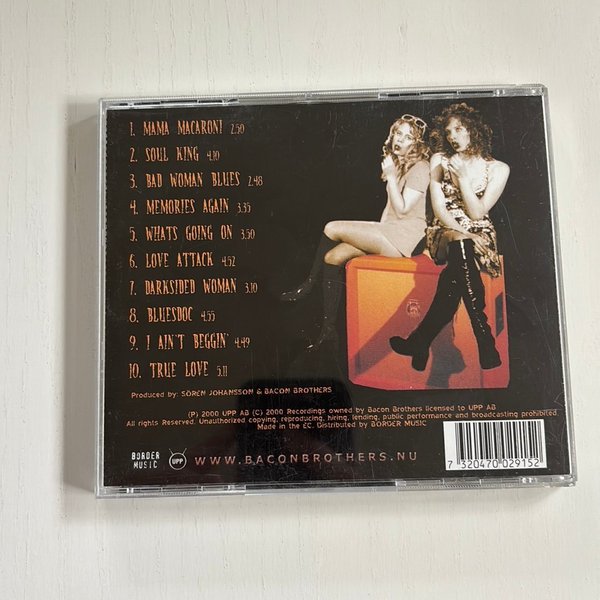 1. MAMA MACARONI 2.50
2. SOUL KING 4.10
3. BAD WOMAN BLUES 2.48
4. MEMORIES AGAIN 3.35
5. WHATS GOING ON 3.50
6. LOVE ATTACK 4.52
7. DARKSIDED WOMAN 3.10
8. BLUESDOC 4.55
9. I AIN'T BEGGIN' 4.49
10. TRUE LOVE 5.11
Produced by: SÖREN JOHANSSON & BACON BROTHERS
(P) 2000 UPP AB (C) 2000 Recordings owned by Bacon Brothers licensed to UPP AB
All rights Reserved. Unauthorized copying, reproducing, hiring, lending, public performance and broadcasting prohibited
Made in the EC. Distributed by BORDER MUSIC
BORDER MUSIC
UPP
WWW.BACONBROTHERS.NU
7 320470 029152